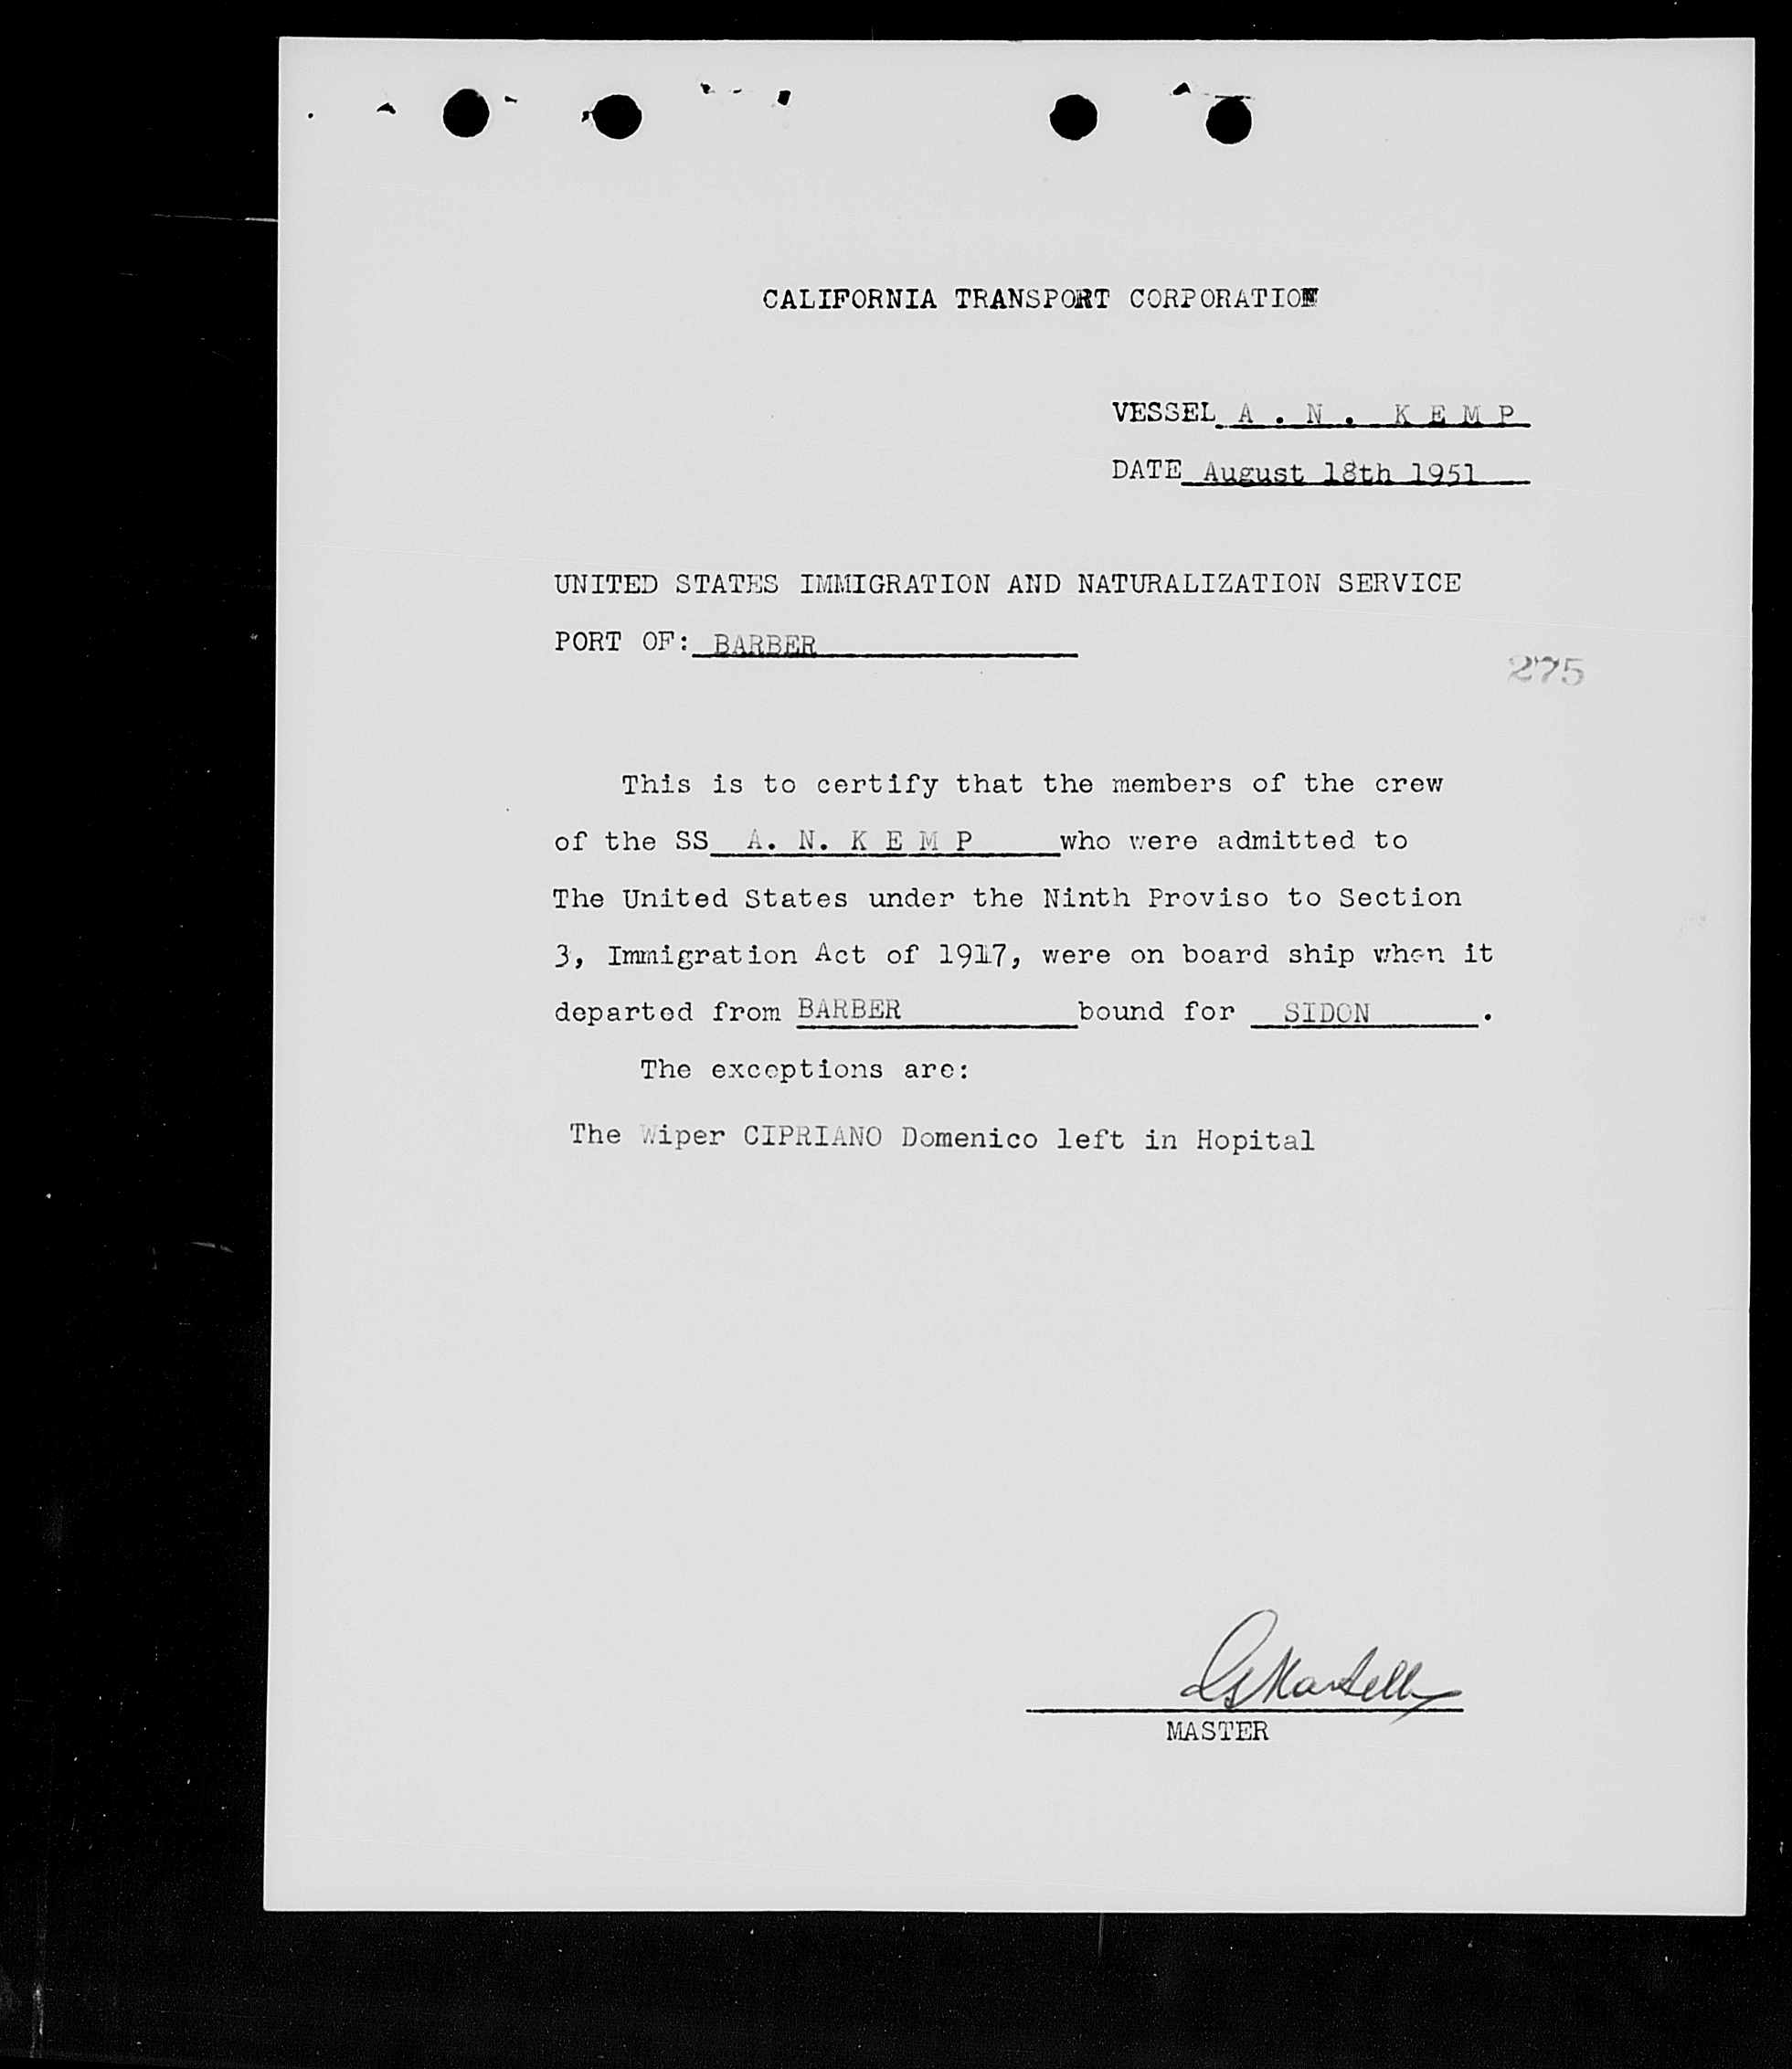 CALIFORNIA TRANSPORT CORPORATION
VESSEL A . N . K E M P
DATE August 18th 1951
UNITED STATES IMMIGRATION AND NATURALIZATION SERVICE
PORT OF: BARBER
275
This is to certify that the members of the crew
of the SS A. N. K E M P who were admitted to
The United States under the Ninth Proviso to Section
3, Immigration Act of 1917, were on board ship when it
departed from BARBER bound for SIDON .
The exceptions are:
The Wiper CIPRIANO Domenico left in Hopital
MASTER